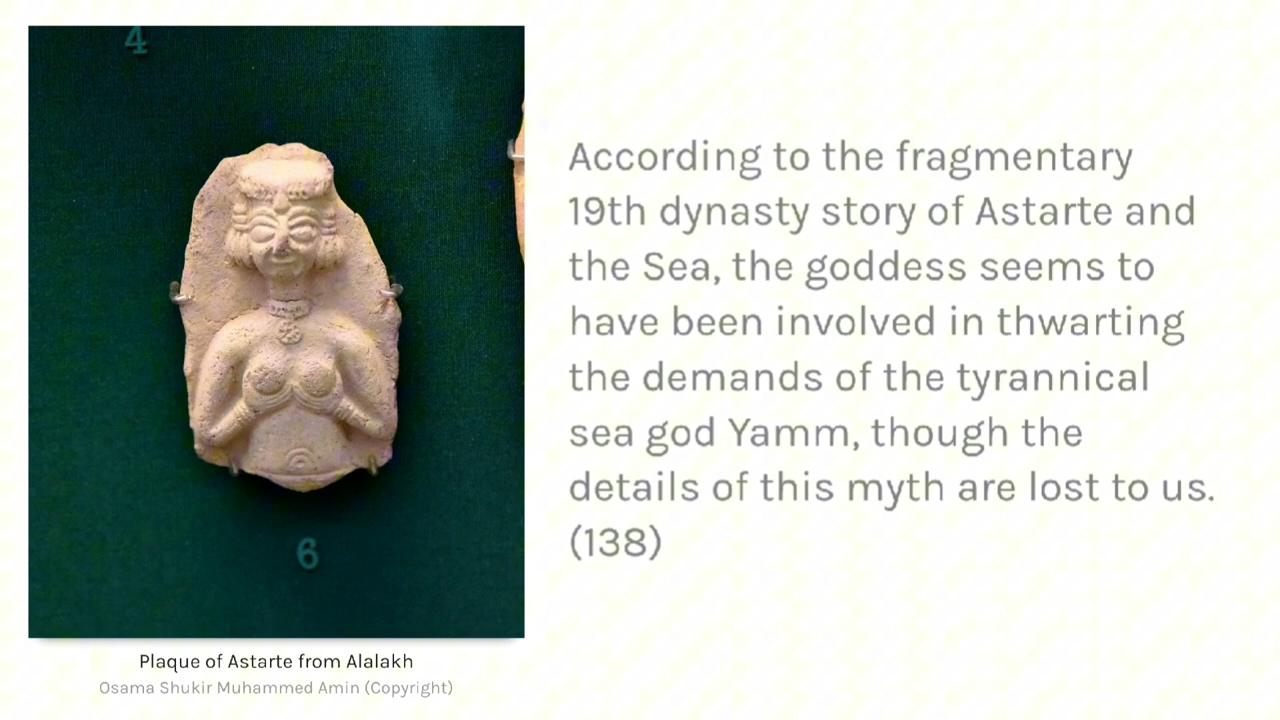 4
6
Plaque of Astarte from Alalakh
Osama Shukir Muhammed Amin (Copyright)
According to the fragmentary
19th dynasty story of Astarte and
the Sea, the goddess seems to
have been involved in thwarting
the demands of the tyrannical
sea god Yamm, though the
details of this myth are lost to us.
(138)